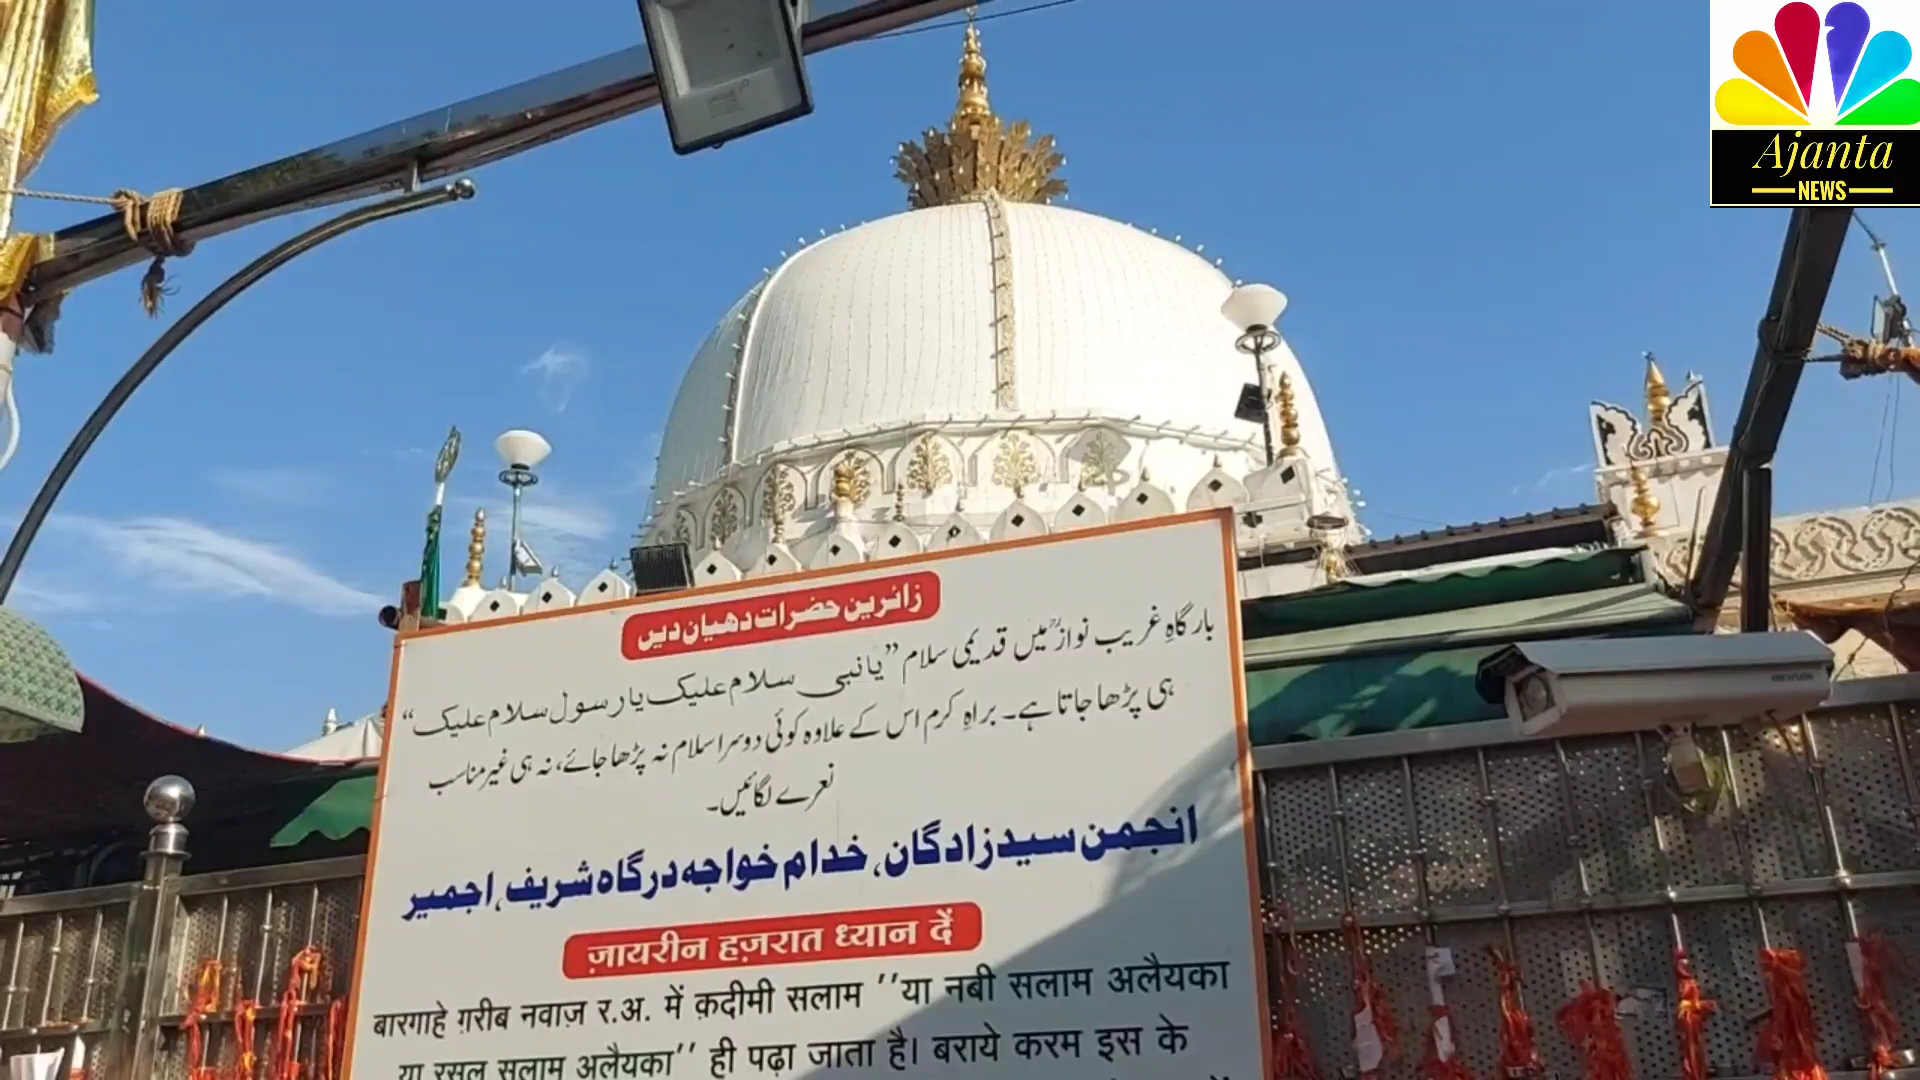 Ajanta
NEWS
زائرین حضرات دھیان دیں
بارگاہِ غریب نوازؒ میں قدیمی سلام ”یا نبی سلام علیک یا رسول سلام علیک“
ہی پڑھا جاتا ہے۔ براہِ کرم اس کے علاوہ کوئی دوسرا سلام نہ پڑھا جائے، نہ ہی غیر مناسب
نعرے لگائیں۔
انجمن سیدزادگان، خدام خواجہ درگاہ شریف، اجمیر
ज़ायरीन हज़रात ध्यान दें
बारगाहे ग़रीब नवाज़ र.अ. में क़दीमी सलाम ''या नबी सलाम अलैयका
या रसूल सलाम अलैयका'' ही पढ़ा जाता है। बराये करम इस के
HIKVISION